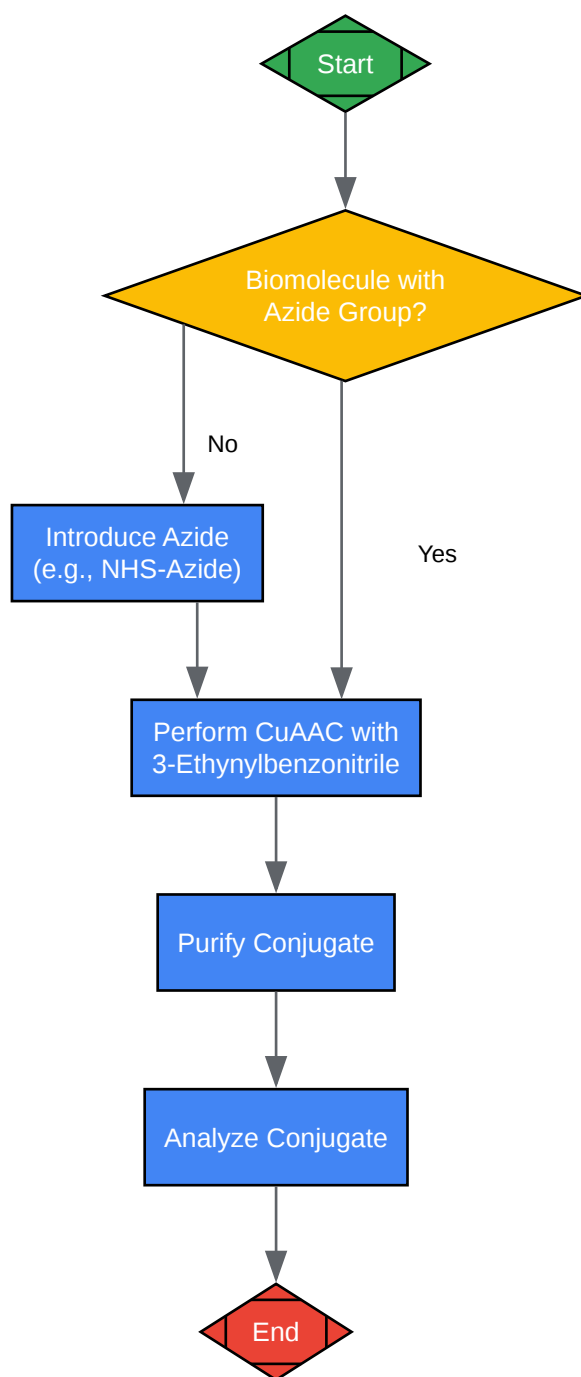 Start
Biomolecule with
Azide Group?
No
Introduce Azide
(e.g., NHS-Azide)
Yes
Perform CuAAC with
3-Ethynylbenzonitrile
Purify Conjugate
Analyze Conjugate
End